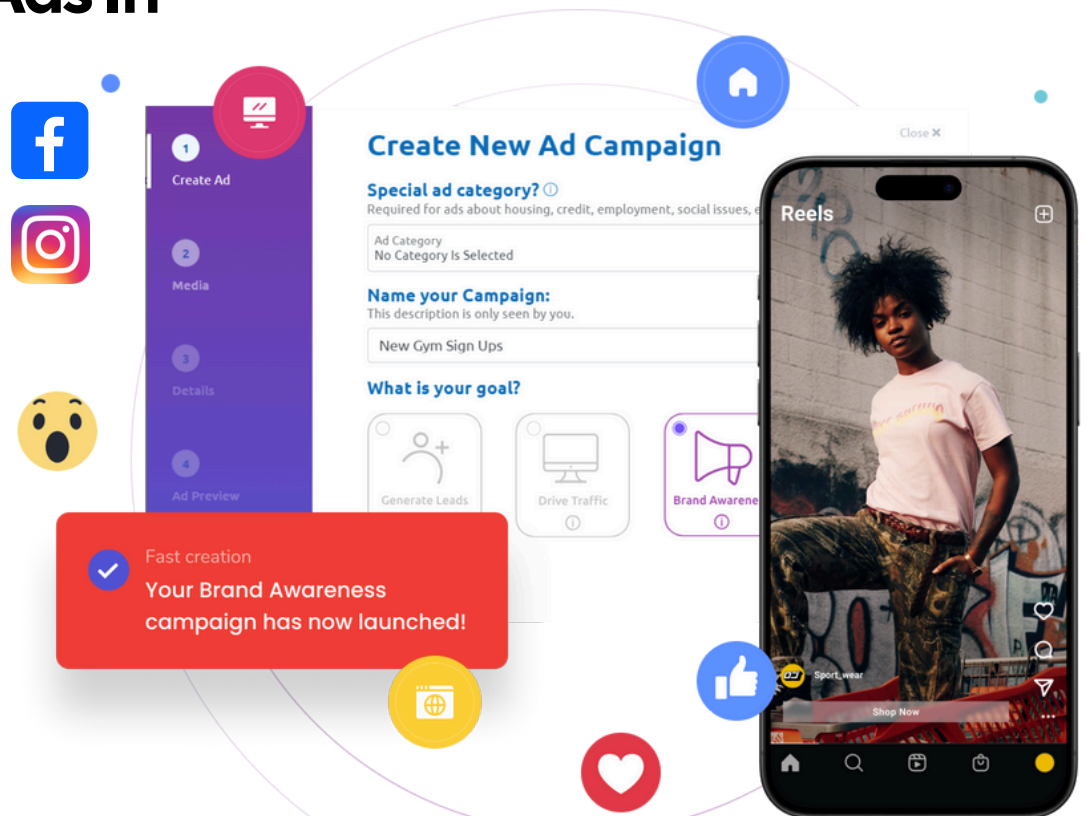 Ads in
1
Create Ad
2
Media
3
Details
4
Ad Preview
Close ×
Create New Ad Campaign
Special ad category?
Required for ads about housing, credit, employment, social issues, e
Ad Category
No Category Is Selected
Name your Campaign:
This description is only seen by you.
New Gym Sign Ups
What is your goal?
Generate Leads
Drive Traffic
Brand Awarene
Fast creation
Your Brand Awareness
campaign has now launched!
Reels
Sport_wear
Shop Now